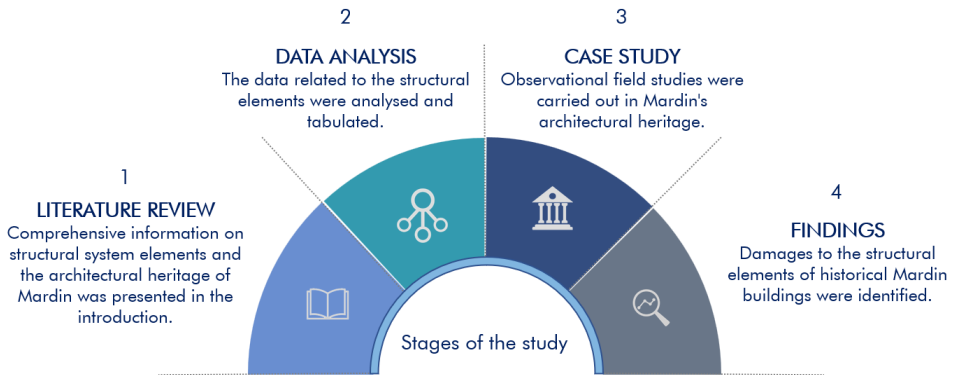 1
LITERATURE REVIEW
Comprehensive information on
structural system elements and
the architectural heritage of
Mardin was presented in the
introduction.
2
DATA ANALYSIS
The data related to the structural
elements were analysed and
tabulated.
3
CASE STUDY
Observational field studies were
carried out in Mardin's
architectural heritage.
4
FINDINGS
Damages to the structural
elements of historical Mardin
buildings were identified.
Stages of the study